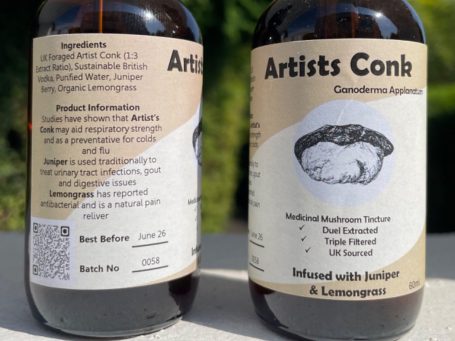 Ingredients
UK Foraged Artist Conk (1:3
Extract Ratio), Sustainable British
Vodka, Purified Water, Juniper
Berry, Organic Lemongrass
Product Information
Studies have shown that Artist's
Conk may aid respiratory strength
and as a preventative for colds
and flu
Juniper is used traditionally to
treat urinary tract infections, gout
and digestive issues
Lemongrass has reported
antibacterial and is a natural pain
reliver
Best Before June 26
Batch No 0058
Artists
Artists Conk
Ganoderma Applanatum
Medicinal Mushroom Tincture
✓ Duel Extracted
✓ Triple Filtered
✓ UK Sourced
Infused with Juniper
& Lemongrass
60mL